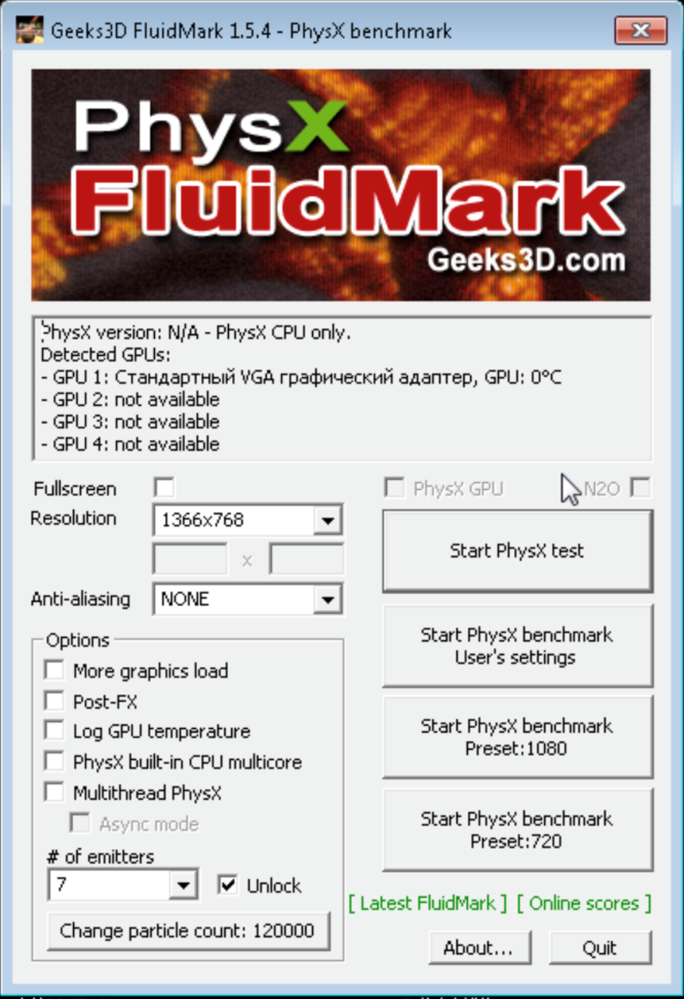 Geeks3D FluidMark 1.5.4 - PhysX benchmark
PhysX
FluidMark
Geeks3D.com
PhysX version: N/A - PhysX CPU only.
Detected GPUs:
- GPU 1: Стандартный VGA графический адаптер, GPU: 0°C
- GPU 2: not available
- GPU 3: not available
- GPU 4: not available
Fullscreen
PhysX GPU
N2O
Resolution
1366x768
x
Anti-aliasing
NONE
Start PhysX test
Start PhysX benchmark
User's settings
Start PhysX benchmark
Preset:1080
Start PhysX benchmark
Preset:720
Options
More graphics load
Post-FX
Log GPU temperature
PhysX built-in CPU multicore
Multithread PhysX
Async mode
# of emitters
7
Unlock
Change particle count: 120000
[ Latest FluidMark ] [ Online scores ]
About...
Quit